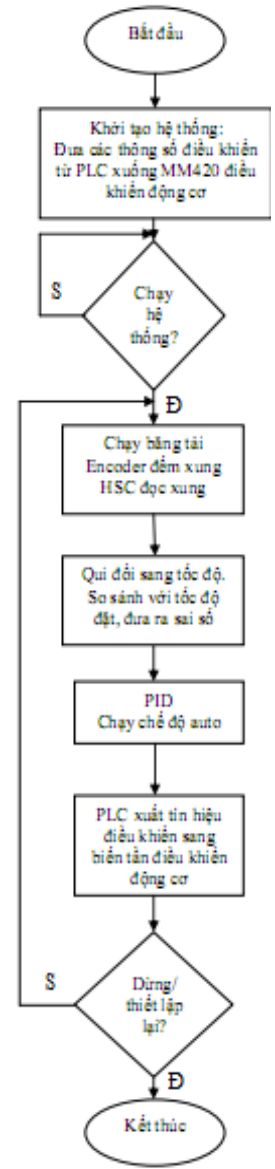 Bắt đầu
Khởi tạo hệ thống:
Đưa các thông số điều khiển
từ PLC xuống MM420 điều
khiển động cơ
S
Chạy
hệ
thống?
Đ
Chạy băng tải
Encoder đếm xung
HSC đọc xung
Qui đổi sang tốc độ.
So sánh với tốc độ
đặt, đưa ra sai số
PID
Chạy chế độ auto
PLC xuất tín hiệu
điều khiển sang
biến tần điều khiển
động cơ
S
Dừng/
thiết lập
lại?
Đ
Kết thúc